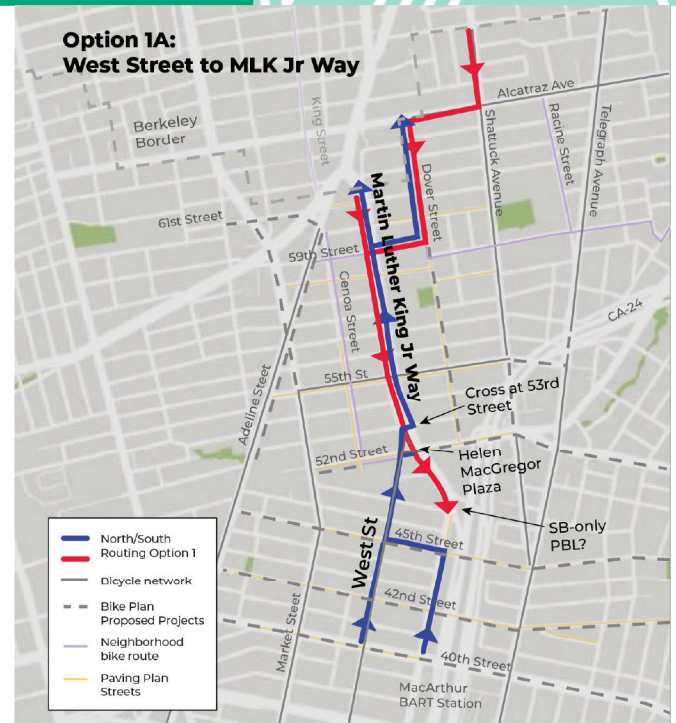 Option 1A:
West Street to MLK Jr Way
Alcatraz Ave
Berkeley
Border
King Street
Shattuck Avenue
Racine Street
Telegraph Avenue
61st Street
Martin Luther King Jr Way
Dover Street
59th Street
Genoa Street
CA-24
55th St
Adeline Steet
Cross at 53rd
Street
52nd Street
Helen
MacGregor
Plaza
SB-only
PBL?
45th Street
West St
42nd Street
Market Steet
40th Street
MacArthur
BART Station
North/South
Routing Option 1
Bicycle network
Bike Plan
Proposed Projects
Neighborhood
bike route
Paving Plan
Streets